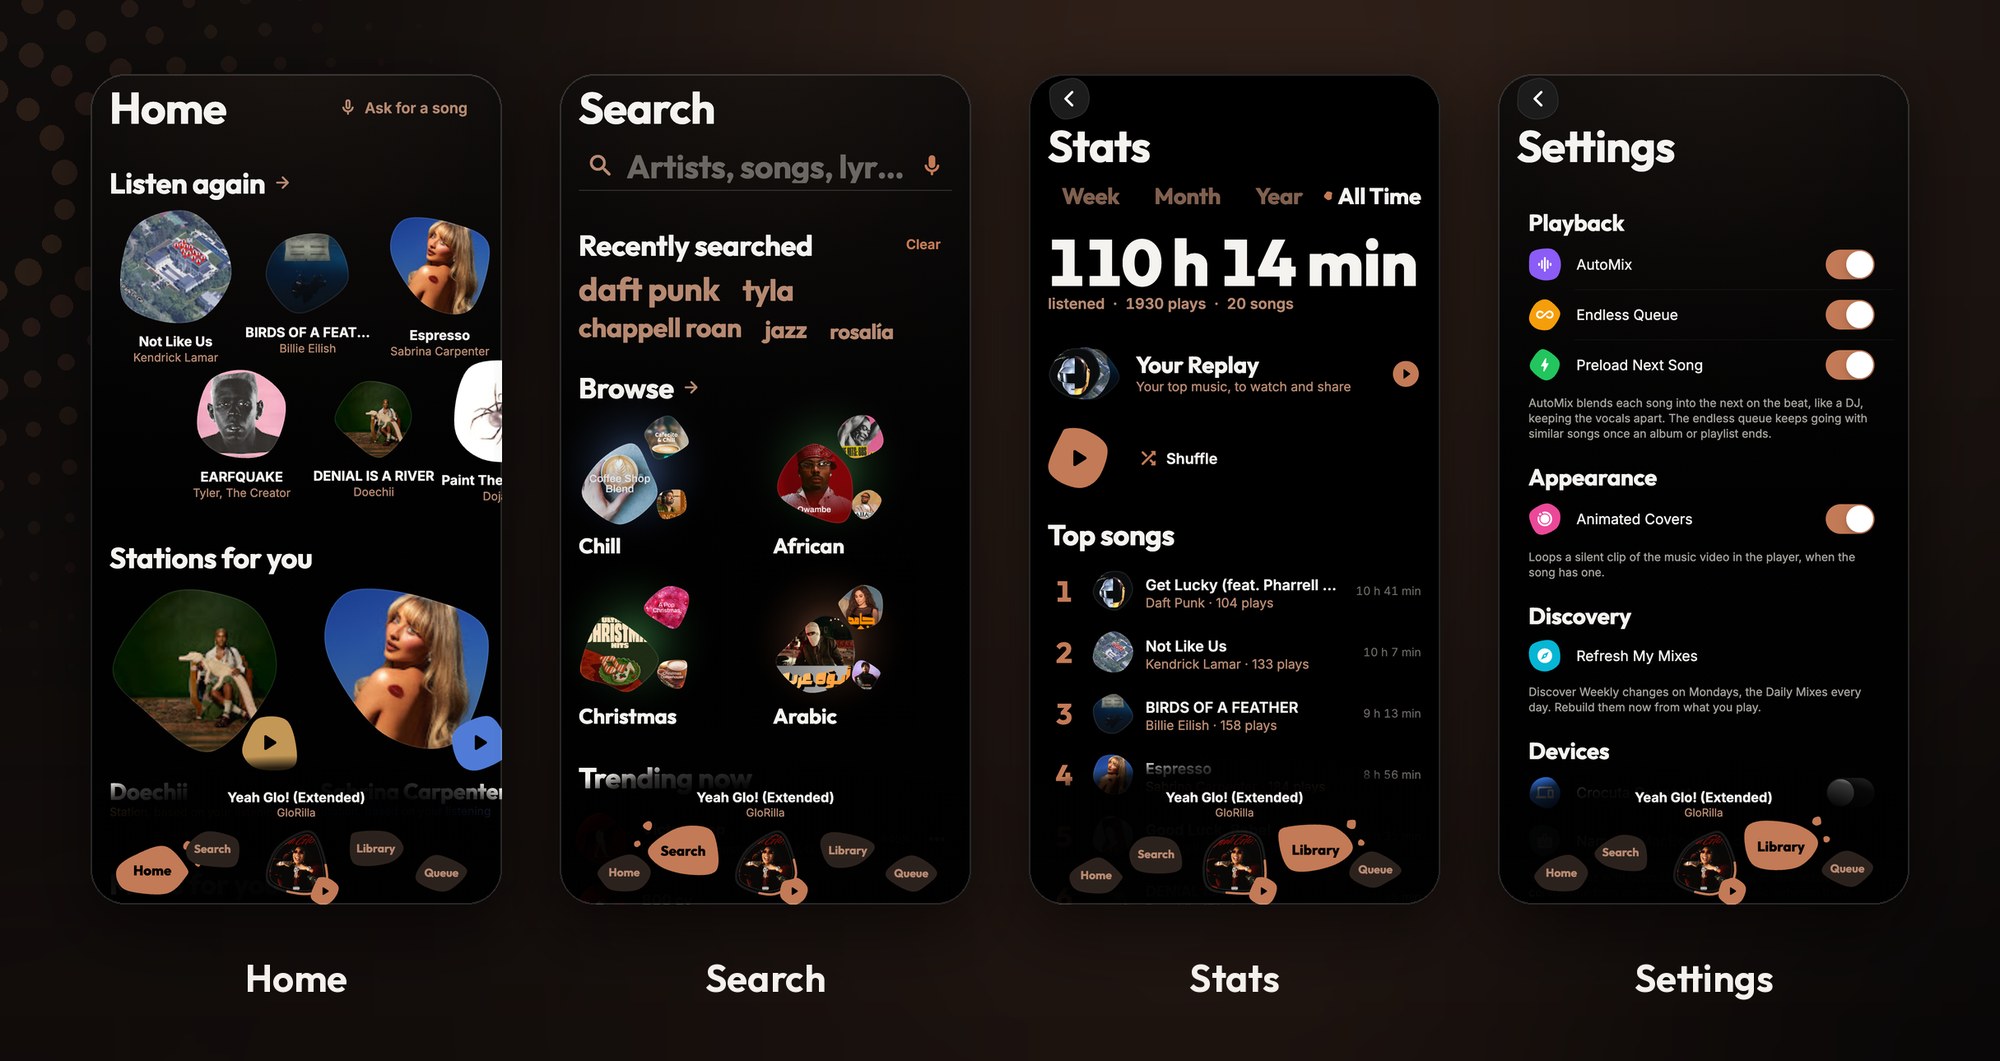 Home
Ask for a song
Listen again
Not Like Us
Kendrick Lamar
BIRDS OF A FEAT...
Billie Eilish
Espresso
Sabrina Carpenter
EARFQUAKE
Tyler, The Creator
DENIAL IS A RIVER
Doechii
Paint The
Doj
Stations for you
Doechii
Sabrina Carpenter
Yeah Glo! (Extended)
GloRilla
Home
Search
Library
Queue
Search
Artists, songs, lyr...
Recently searched
Clear
daft punk
tyla
chappell roan
jazz
rosalía
Browse
Coffee Shop
Blend
Chill
Owambe
African
Christmas
Arabic
Trending now
Yeah Glo! (Extended)
GloRilla
Home
Search
Library
Queue
Stats
Week
Month
Year
All Time
110 h 14 min
listened · 1930 plays · 20 songs
Your Replay
Your top music, to watch and share
Shuffle
Top songs
1
Get Lucky (feat. Pharrell ...
Daft Punk · 104 plays
10 h 41 min
2
Not Like Us
Kendrick Lamar · 133 plays
10 h 7 min
3
BIRDS OF A FEATHER
Billie Eilish · 158 plays
9 h 13 min
4
Espresso
8 h 56 min
Yeah Glo! (Extended)
GloRilla
Home
Search
Library
Queue
Settings
Playback
AutoMix
Endless Queue
Preload Next Song
AutoMix blends each song into the next on the beat, like a DJ,
keeping the vocals apart. The endless queue keeps going with
similar songs once an album or playlist ends.
Appearance
Animated Covers
Loops a silent clip of the music video in the player, when the
song has one.
Discovery
Refresh My Mixes
Discover Weekly changes on Mondays, the Daily Mixes every
day. Rebuild them now from what you play.
Devices
Yeah Glo! (Extended)
GloRilla
Home
Search
Library
Queue
Home
Search
Stats
Settings